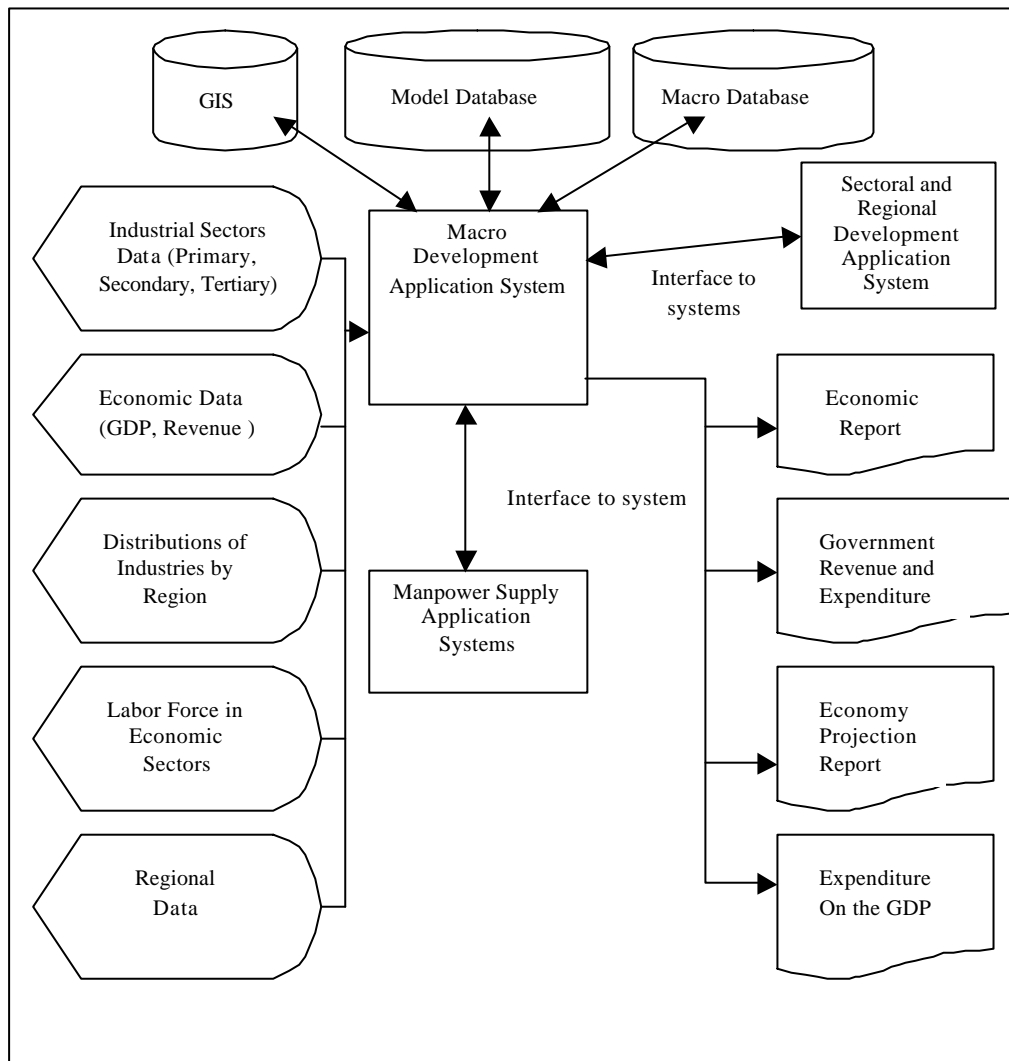 GIS
Model Database
Macro Database
Industrial Sectors
Data (Primary,
Secondary, Tertiary)
Macro
Development
Application System
Sectoral and
Regional
Development
Application
System
Interface to
systems
Economic Data
(GDP, Revenue )
Economic
Report
Interface to system
Distributions of
Industries by
Region
Manpower Supply
Application
Systems
Government
Revenue and
Expenditure
Labor Force in
Economic
Sectors
Economy
Projection
Report
Regional
Data
Expenditure
On the GDP